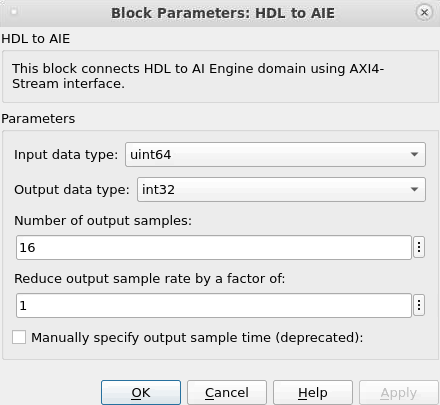 Block Parameters: HDL to AIE
HDL to AIE
This block connects HDL to AI Engine domain using AXI4-
Stream interface.
Parameters
Input data type: uint64
Output data type: int32
Number of output samples:
16
Reduce output sample rate by a factor of:
1
Manually specify output sample time (deprecated):
OK Cancel Help Apply